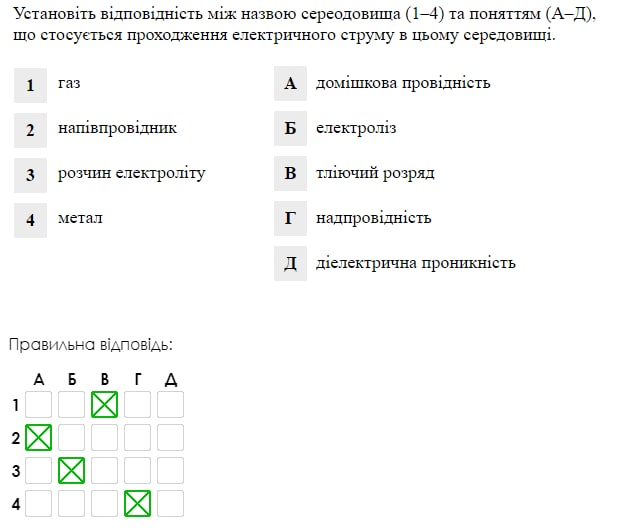 Установіть відповідність між назвою сереодовища (1–4) та поняттям (А–Д),
що стосується проходження електричного струму в цьому середовищі.
1 газ А домішкова провідність
2 напівпровідник Б електроліз
3 розчин електроліту В тліючий розряд
4 метал Г надпровідність
Д діелектрична проникність
Правильна відповідь:
А Б В Г Д
1
2
3
4